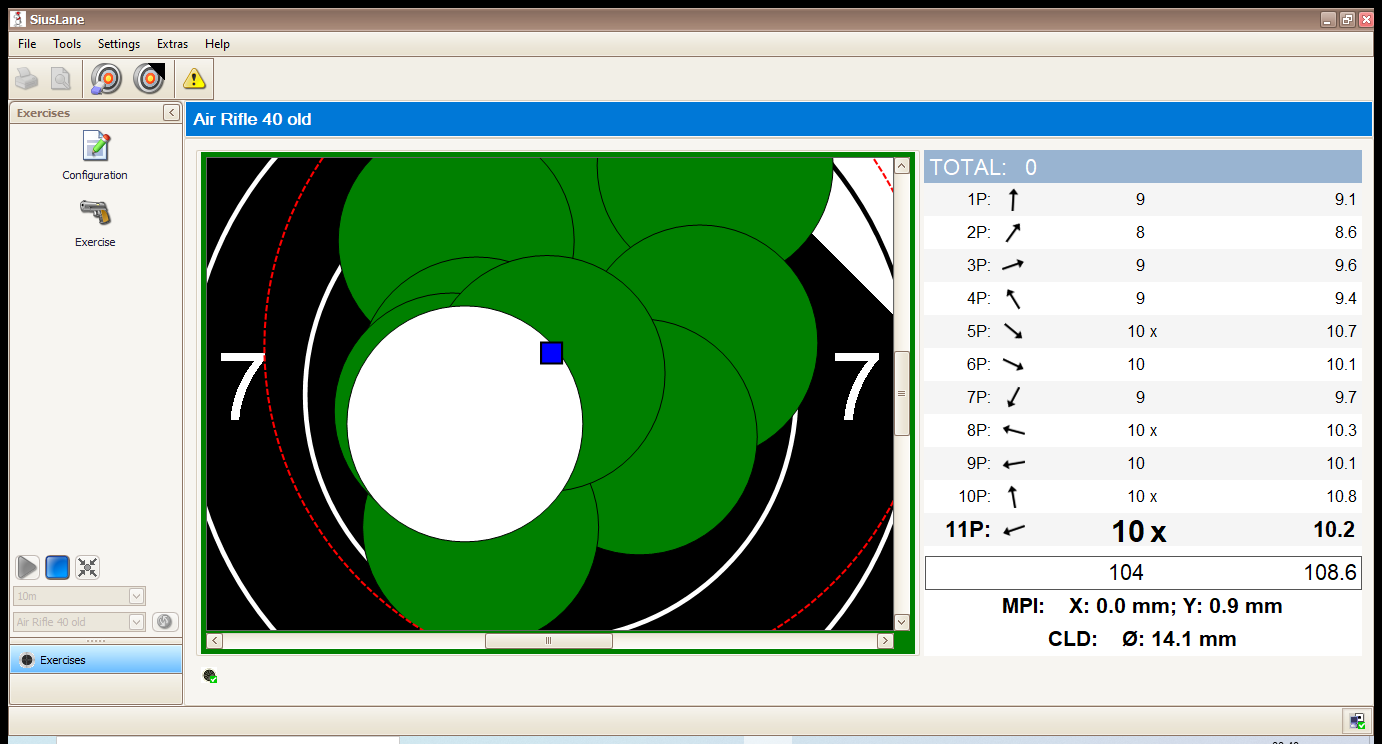 SiusLane
File Tools Settings Extras Help
Exercises
Configuration
Exercise
10m
Air Rifle 40 old
Exercises
Air Rifle 40 old
7 7
TOTAL: 0
1P: 9 9.1
2P: 8 8.6
3P: 9 9.6
4P: 9 9.4
5P: 10 x 10.7
6P: 10 10.1
7P: 9 9.7
8P: 10 x 10.3
9P: 10 10.1
10P: 10 x 10.8
11P: 10 x 10.2
104 108.6
MPI: X: 0.0 mm; Y: 0.9 mm
CLD: Ø: 14.1 mm